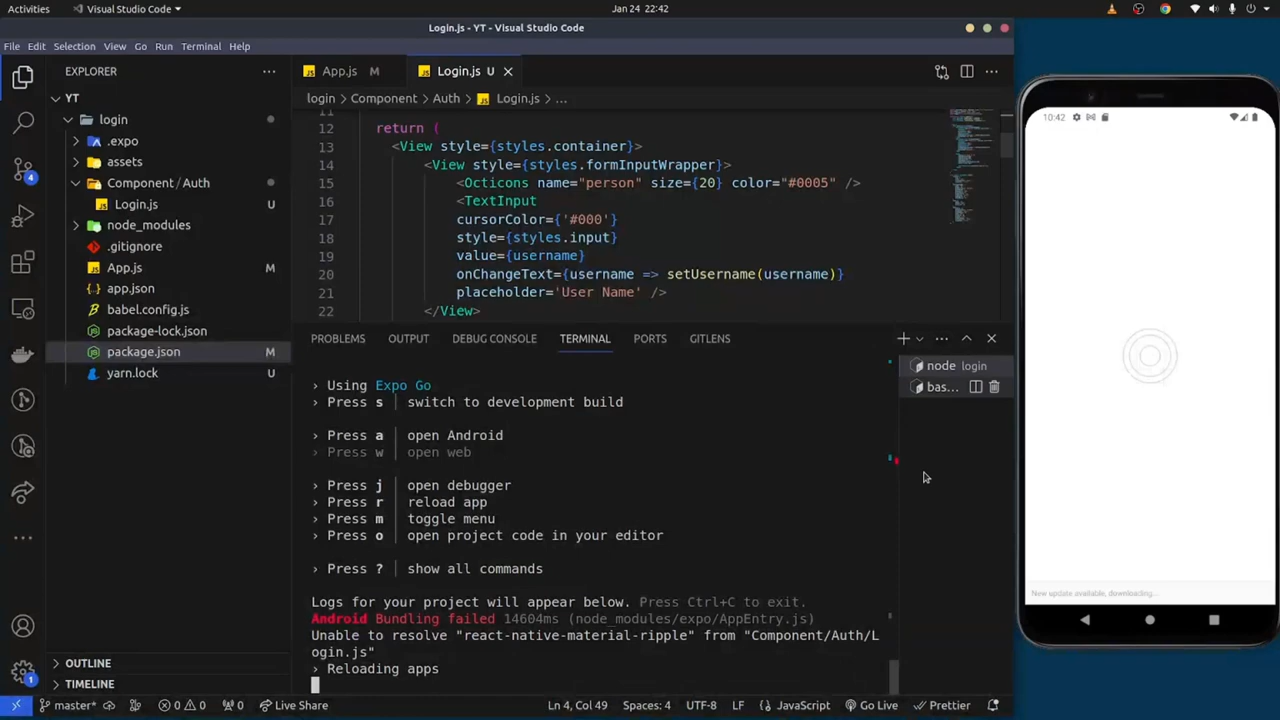 Activities
Visual Studio Code
Jan 24 22:42
Login.js - YT - Visual Studio Code
File Edit Selection View Go Run Terminal Help
EXPLORER
YT
login
.expo
assets
Component / Auth
Login.js U
node_modules
.gitignore
App.js M
app.json
babel.config.js
package-lock.json
package.json M
yarn.lock U
OUTLINE
TIMELINE
4
1
App.js M
Login.js U
login > Component > Auth > Login.js > ...
11
12 return (
13 <View style={styles.container}>
14 <View style={styles.formInputWrapper}>
15 <Octicons name="person" size={20} color="#0005" />
16 <TextInput
17 cursorColor={'#000'}
18 style={styles.input}
19 value={username}
20 onChangeText={username => setUsername(username)}
21 placeholder='User Name' />
22 </View>
PROBLEMS OUTPUT DEBUG CONSOLE TERMINAL PORTS GITLENS
› Using Expo Go
› Press s │ switch to development build
› Press a │ open Android
› Press w │ open web
› Press j │ open debugger
› Press r │ reload app
› Press m │ toggle menu
› Press o │ open project code in your editor
› Press ? │ show all commands
Logs for your project will appear below. Press Ctrl+C to exit.
Android Bundling failed 14604ms (node_modules/expo/AppEntry.js)
Unable to resolve "react-native-material-ripple" from "Component/Auth/L
ogin.js"
› Reloading apps
node login
bas...
master*
0 0
0
Live Share
Ln 4, Col 49
Spaces: 4
UTF-8
LF
JavaScript
Go Live
Prettier
10:42
New update available, downloading...